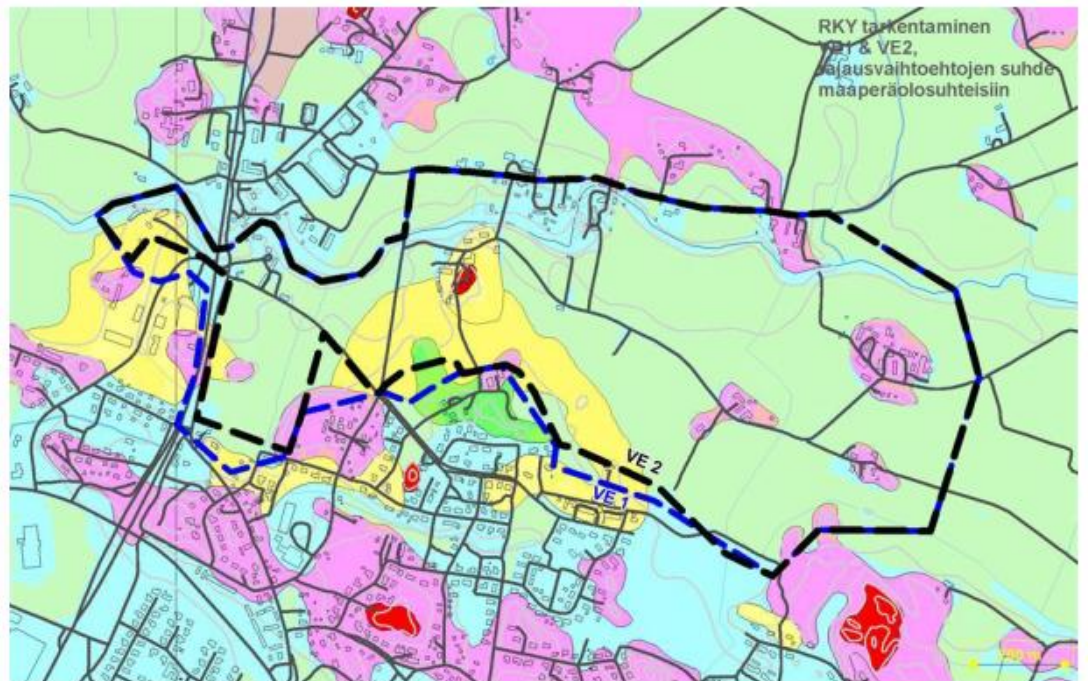 RKY tarkentaminen
VE1 & VE2,
rajausvaihtoehtojen suhde
maaperäolosuhteisiin
VE 2
VE 1